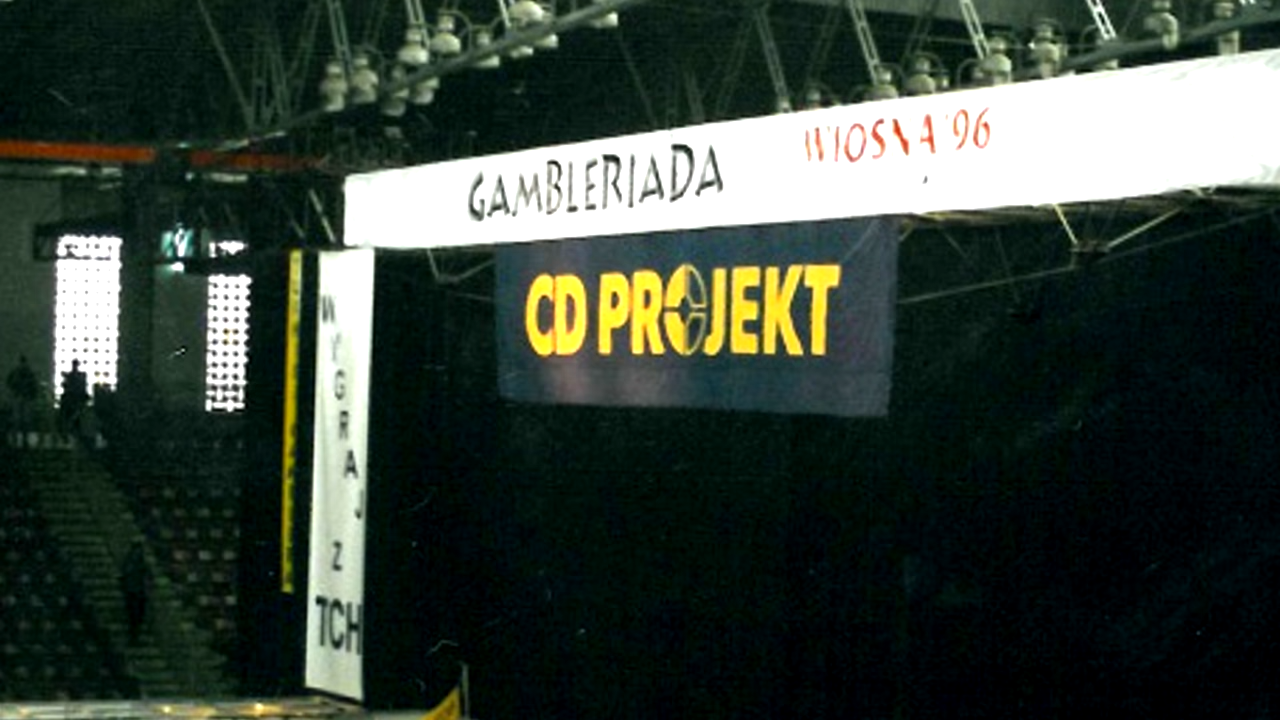 GAMBLERIADA WIOSNA '96
CD PROJEKT
WYGRAJ
Z
TCH